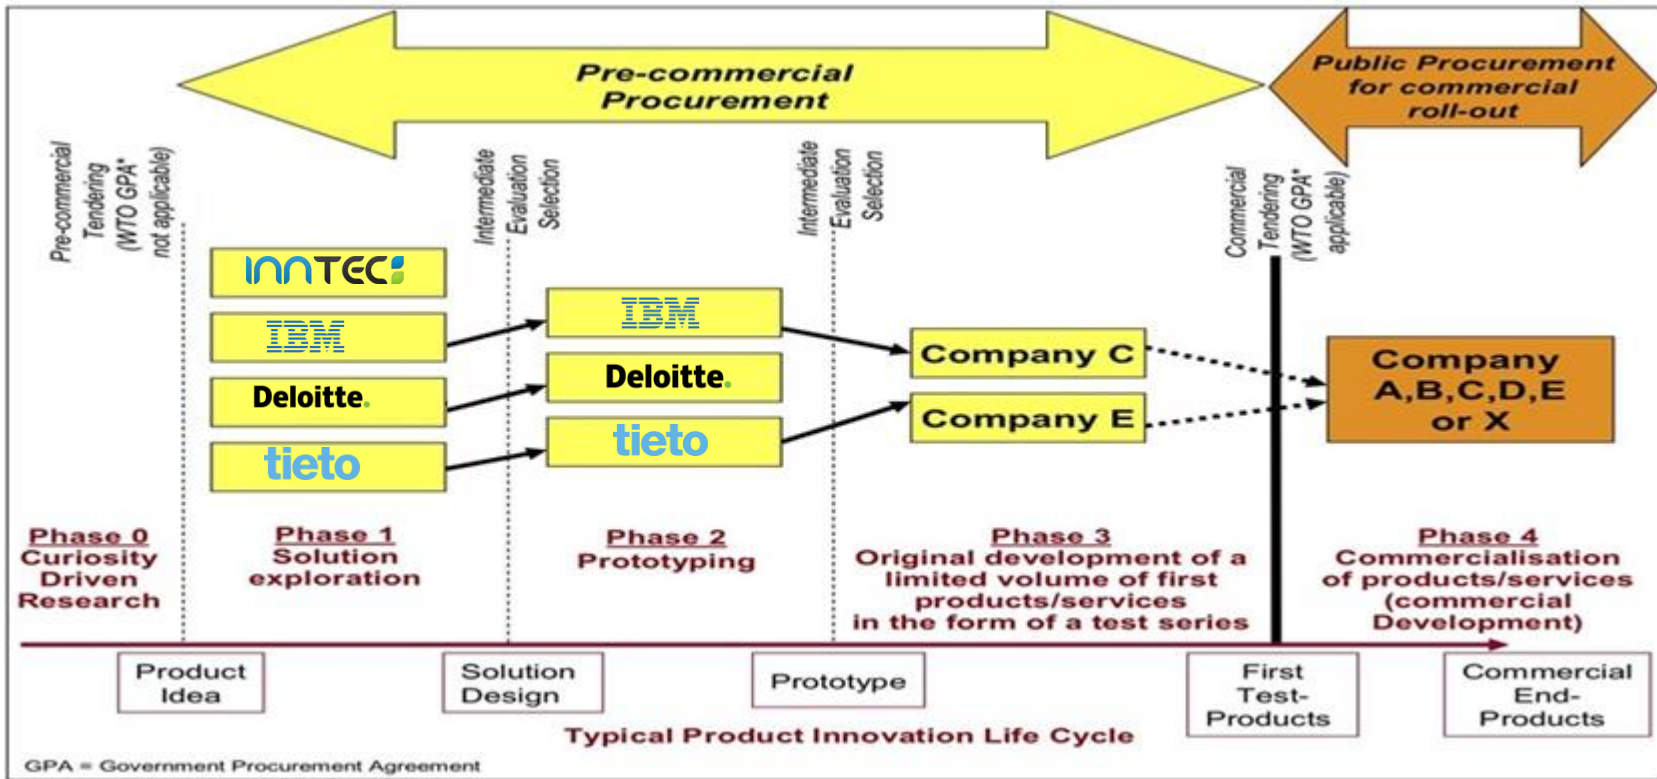 Pre-commercial
Procurement
Public Procurement
for commercial
roll-out
Pre-commercial
Tendering
(WTO GPA*
not applicable)
Intermediate
Evaluation
Selection
Intermediate
Evaluation
Selection
Commercial
Tendering
(WTO GPA*
applicable)
INNTEC
IBM
Deloitte.
tieto
IBM
Deloitte.
tieto
Company C
Company E
Company
A,B,C,D,E
or X
Phase 0
Curiosity
Driven
Research
Phase 1
Solution
exploration
Phase 2
Prototyping
Phase 3
Original development of a
limited volume of first
products/services
in the form of a test series
Phase 4
Commercialisation
of products/services
(commercial
Development)
Product
Idea
Solution
Design
Prototype
First
Test-
Products
Commercial
End-
Products
Typical Product Innovation Life Cycle
GPA = Government Procurement Agreement